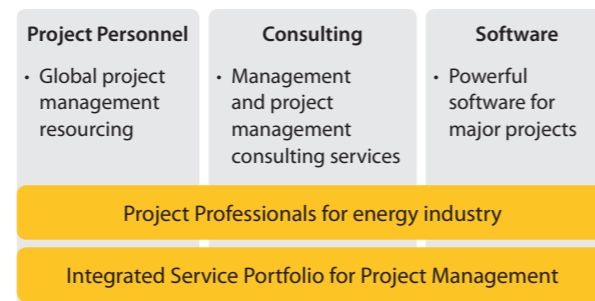 Project Personnel
• Global project
management
resourcing
Consulting
• Management
and project
management
consulting services
Software
• Powerful
software for
major projects
Project Professionals for energy industry
Integrated Service Portfolio for Project Management